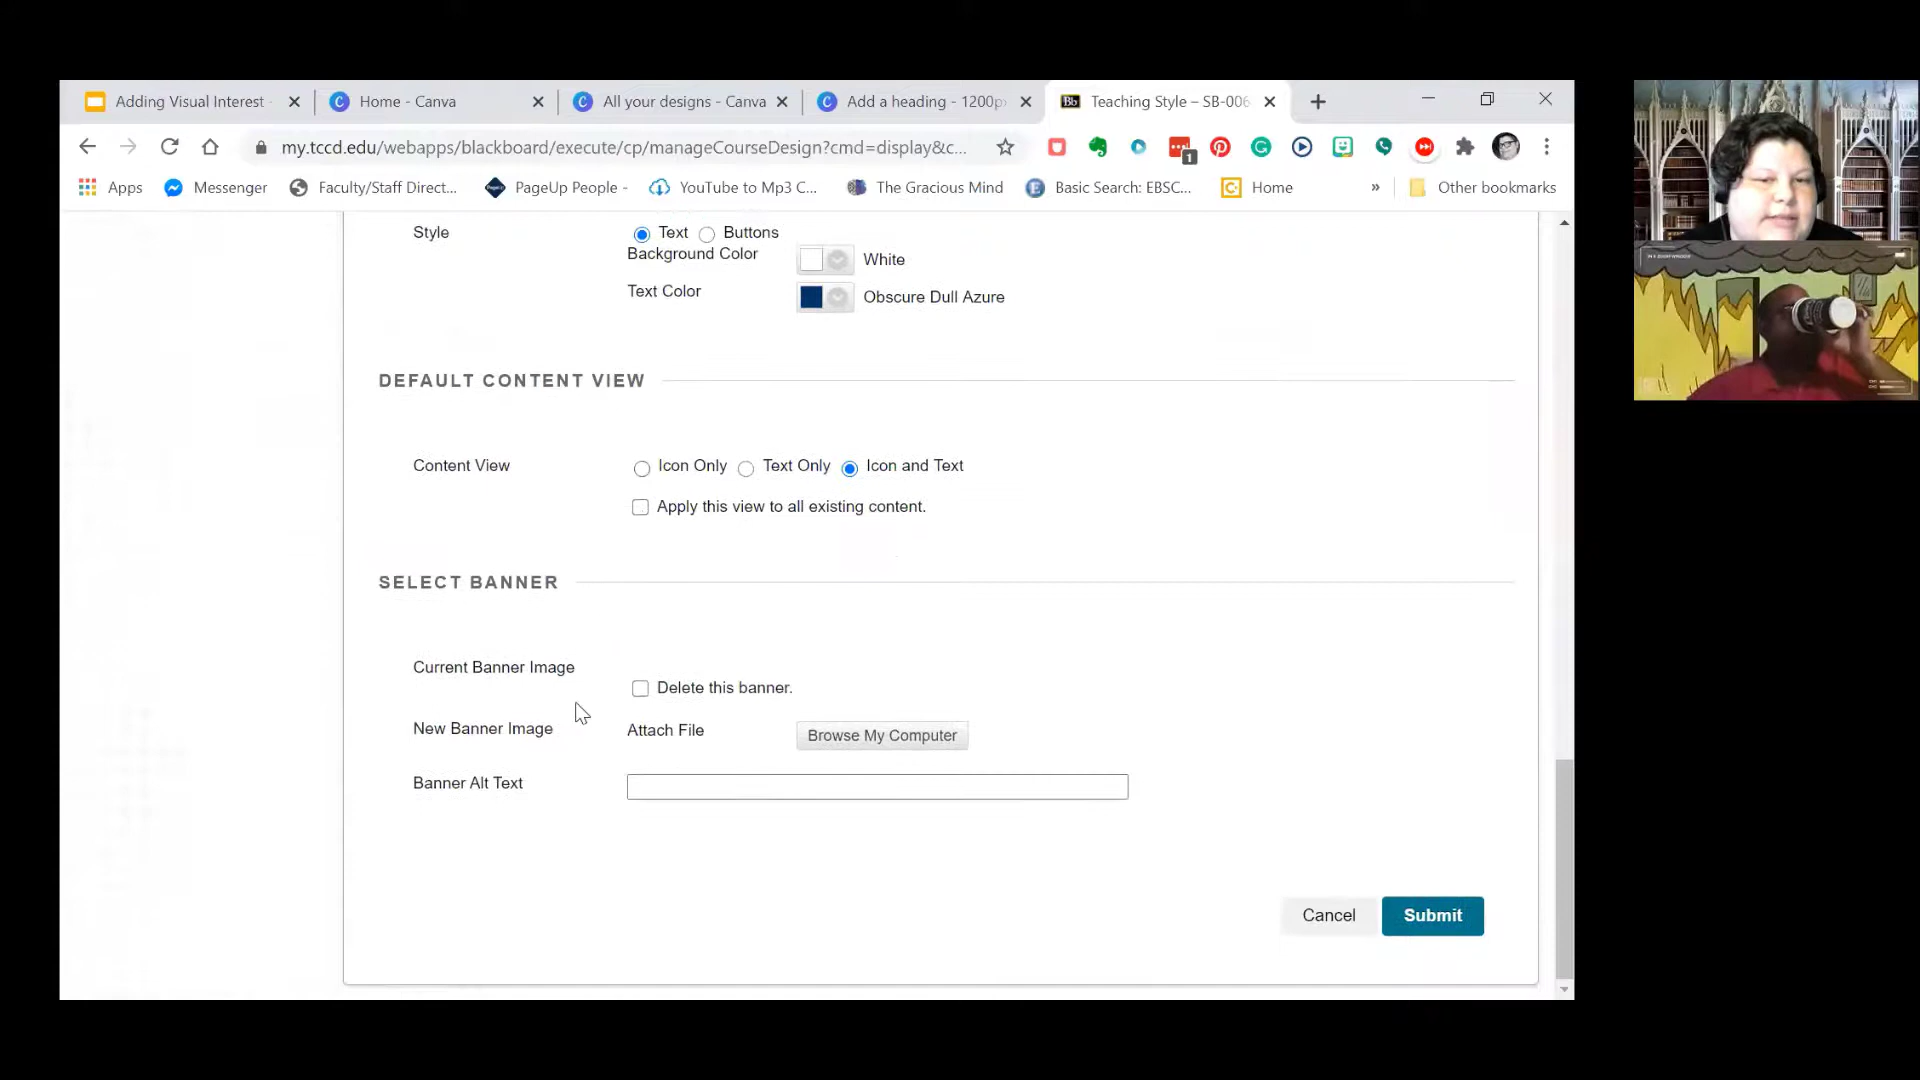 Adding Visual Interest -
Home - Canva
All your designs - Canva
Add a heading - 1200p
Bb Teaching Style – SB-006
my.tccd.edu/webapps/blackboard/execute/cp/manageCourseDesign?cmd=display&c...
1
Apps Messenger Faculty/Staff Direct... PageUp People - YouTube to Mp3 C... The Gracious Mind Basic Search: EBSC... Home » Other bookmarks
Style Text Buttons
Background Color White
Text Color Obscure Dull Azure
DEFAULT CONTENT VIEW
Content View Icon Only Text Only Icon and Text
Apply this view to all existing content.
SELECT BANNER
Current Banner Image
Delete this banner.
New Banner Image Attach File Browse My Computer
Banner Alt Text
Cancel Submit